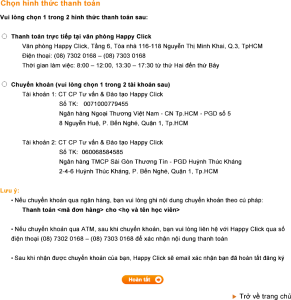 Chọn hình thức thanh toán
Vui lòng chọn 1 trong 2 hình thức thanh toán sau:
Thanh toán trực tiếp tại văn phòng Happy Click
Văn phòng Happy Click, Tầng 6, Tòa nhà 116-118 Nguyễn Thị Minh Khai, Q.3, TpHCM
Điện thoại: (08) 7302 0168 – (08) 7303 0168
Thời gian làm việc: 8:00 – 12:00, 13:30 – 17:30 từ thứ Hai đến thứ Bảy
Chuyển khoản (vui lòng chọn 1 trong 2 tài khoản sau)
Tài khoản 1: CT CP Tư vấn & Đào tạo Happy Click
Số TK: 0071000779455
Ngân hàng Ngoại Thương Việt Nam - CN Tp.HCM - PGD số 5
8 Nguyễn Huệ, P. Bến Nghé, Quận 1, Tp.HCM
Tài khoản 2: CT CP Tư vấn & Đào tạo Happy Click
Số TK: 060068584585
Ngân hàng TMCP Sài Gòn Thương Tín - PGD Huỳnh Thúc Kháng
2-4-6 Huỳnh Thúc Kháng, P. Bến Nghé, Quận 1, Tp.HCM
Lưu ý:
• Nếu chuyển khoản qua ngân hàng, bạn vui lòng ghi nội dung chuyển khoản theo cú pháp:
Thanh toán <mã đơn hàng> cho <họ và tên học viên>
• Nếu chuyển khoản qua ATM, sau khi chuyển khoản, bạn vui lòng liên hệ với Happy Click qua số
điện thoại (08) 7302 0168 – (08) 7303 0168 để xác nhận nội dung thanh toán
• Sau khi nhận được chuyển khoản của bạn, Happy Click sẽ email xác nhận bạn đã hoàn tất đăng ký
Hoàn tất
Trở về trang chủ